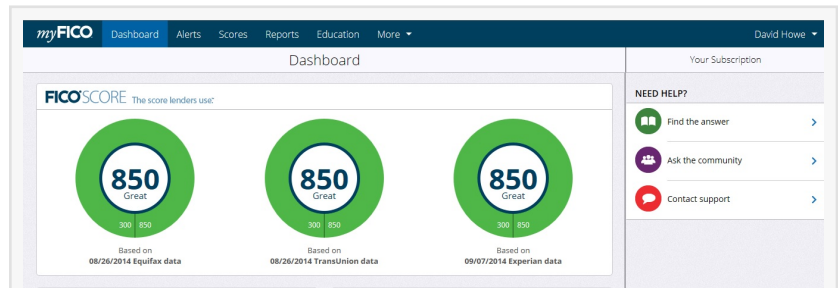 myFICO Dashboard Alerts Scores Reports Education More David Howe
Dashboard
Your Subscription
FICO® SCORE The score lenders use.®
NEED HELP?
Find the answer
Ask the community
Contact support
850
Great
300 850
Based on
08/26/2014 Equifax data
850
Great
300 850
Based on
08/26/2014 TransUnion data
850
Great
300 850
Based on
09/07/2014 Experian data